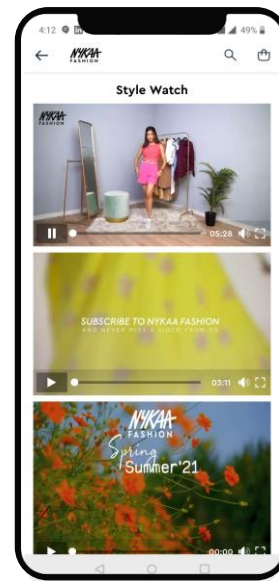 4:12
49%
NYKAA
FASHION
Style Watch
NYKAA
FASHION
05:28
SUBSCRIBE TO NYKAA FASHION
AND NEVER MISS A VIDEO FROM US
03:11
NYKAA
FASHION
Spring
Summer'21
00:00